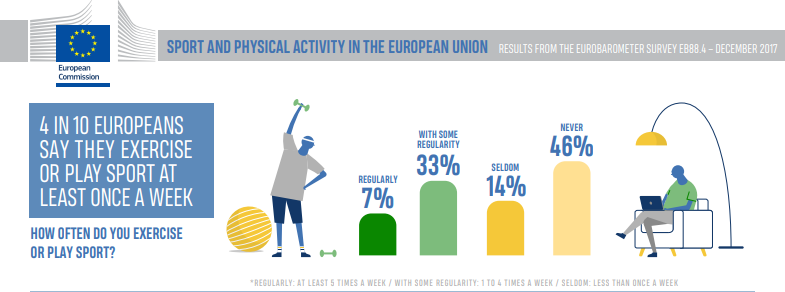 SPORT AND PHYSICAL ACTIVITY IN THE EUROPEAN UNION RESULTS FROM THE EUROBAROMETER SURVEY EB88.4 – DECEMBER 2017
European
Commission
4 IN 10 EUROPEANS
SAY THEY EXERCISE
OR PLAY SPORT AT
LEAST ONCE A WEEK
HOW OFTEN DO YOU EXERCISE
OR PLAY SPORT?
REGULARLY
7%
WITH SOME
REGULARITY
33%
SELDOM
14%
NEVER
46%
*REGULARLY: AT LEAST 5 TIMES A WEEK / WITH SOME REGULARITY: 1 TO 4 TIMES A WEEK / SELDOM: LESS THAN ONCE A WEEK